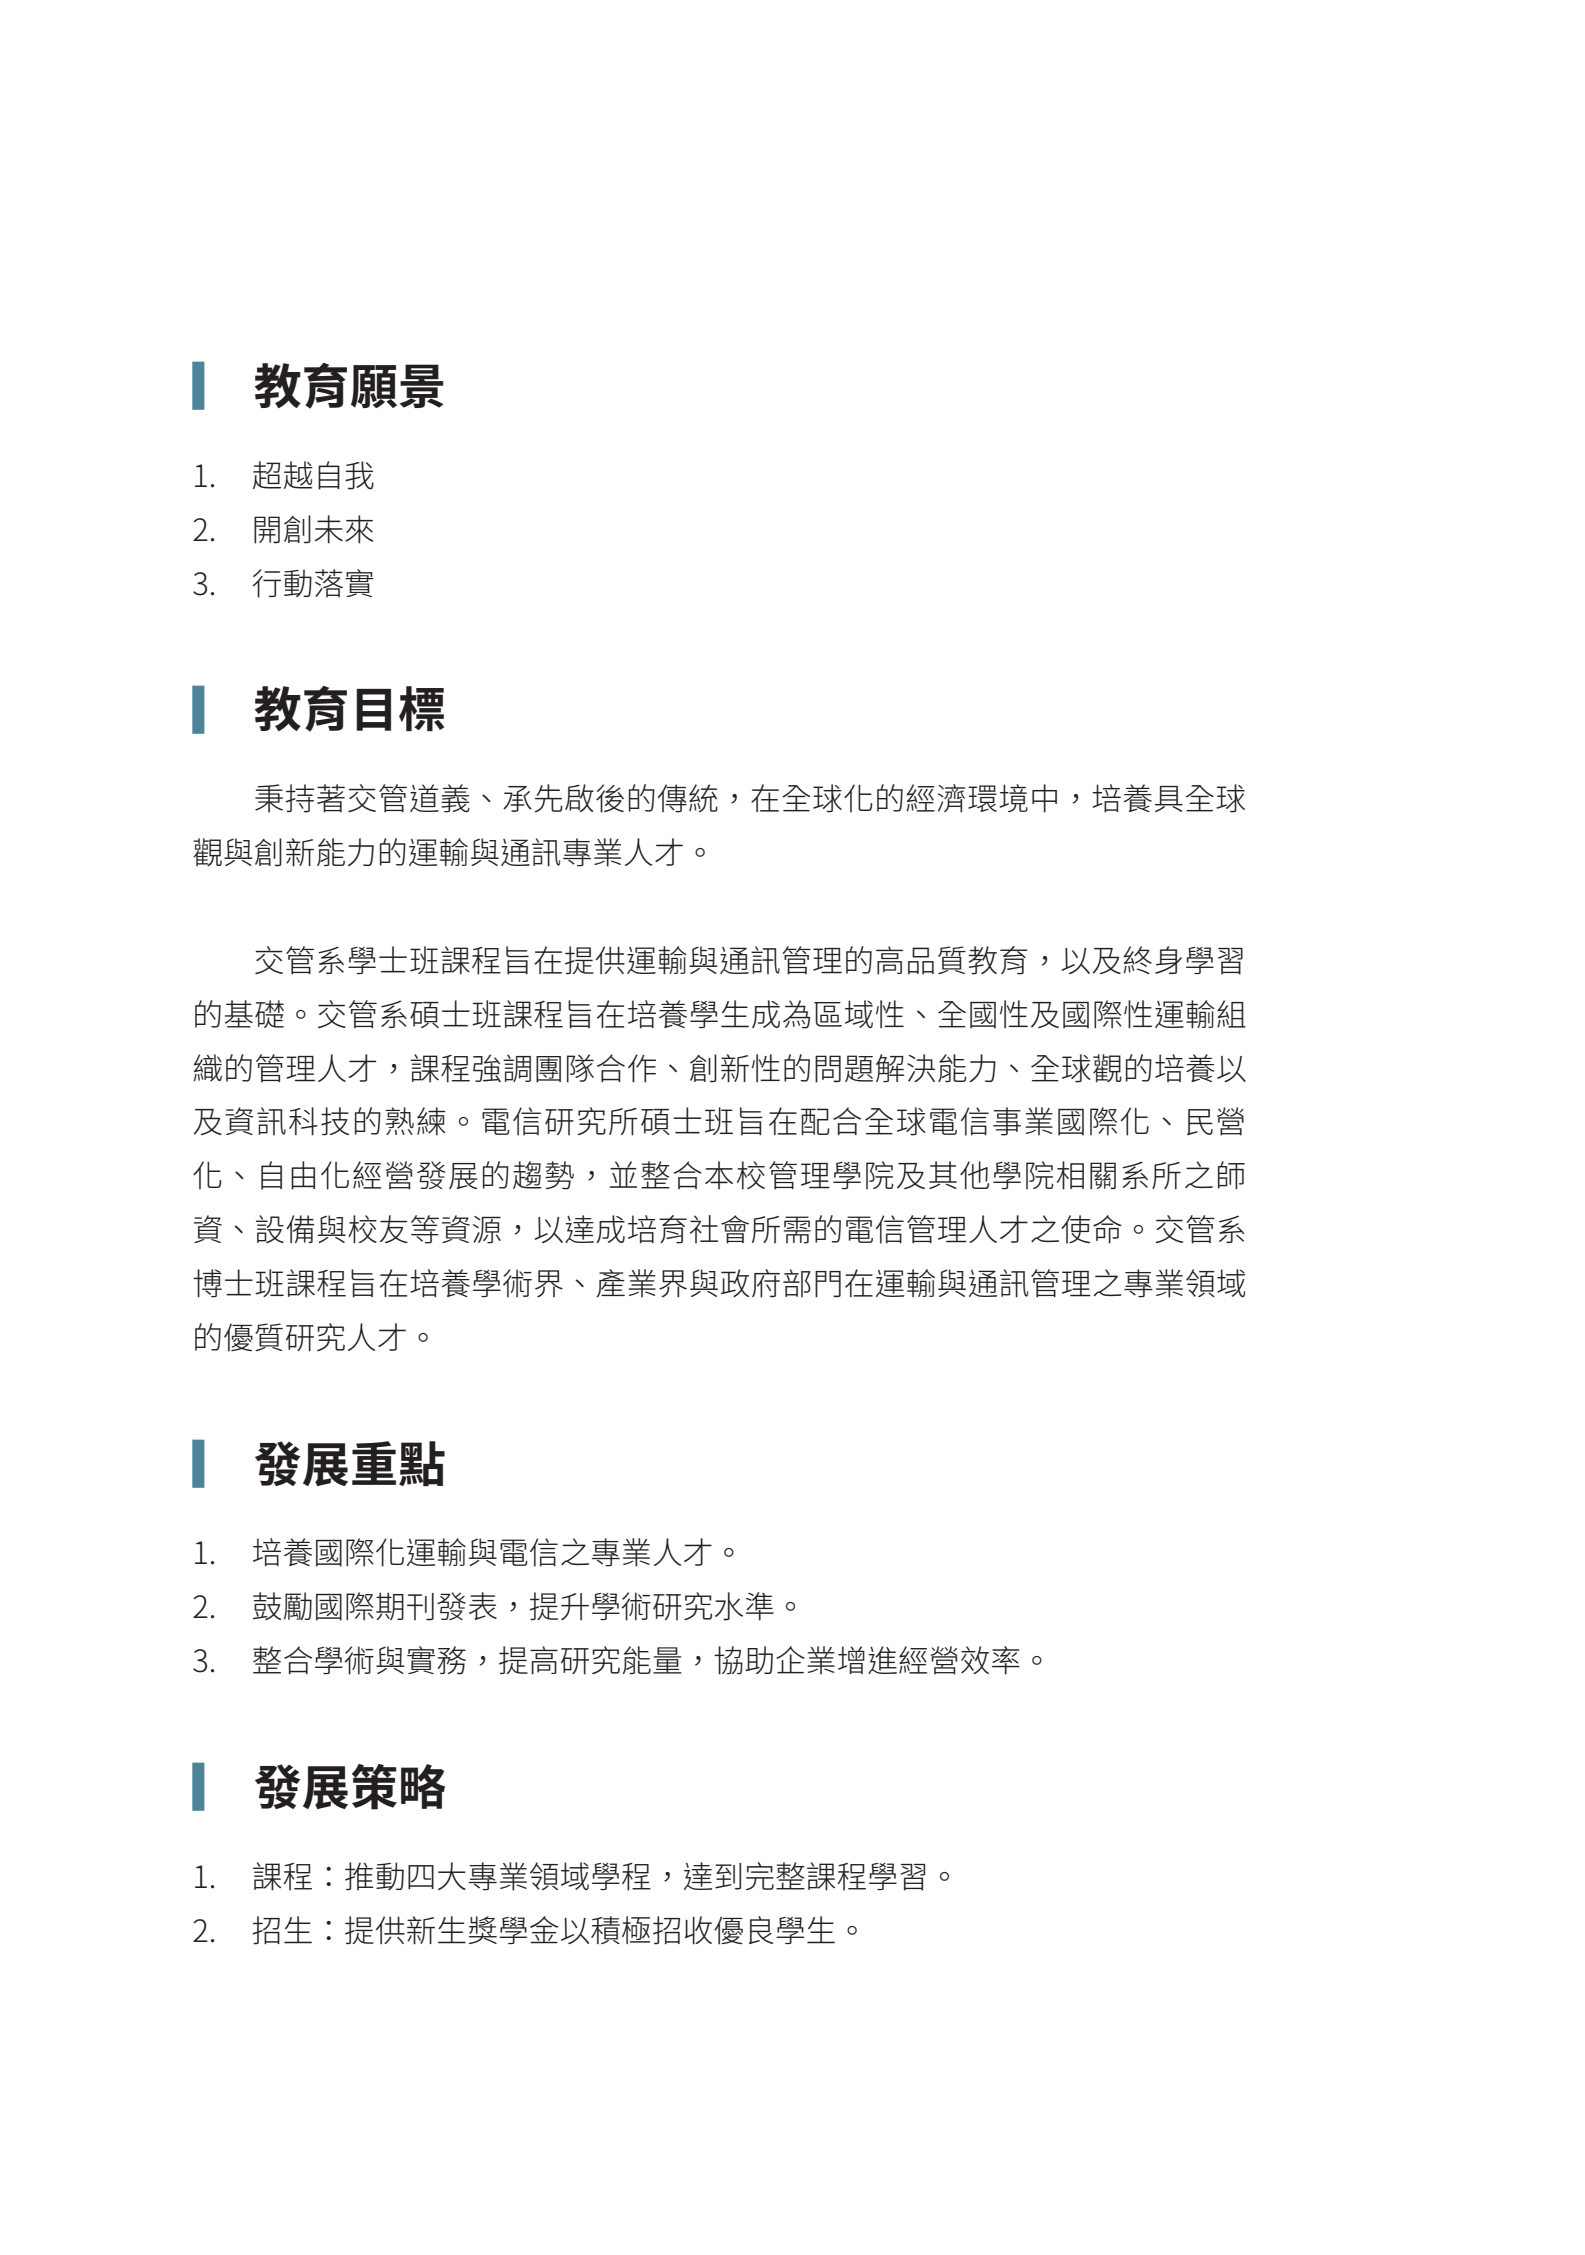 教育願景
1. 超越自我
2. 開創未來
3. 行動落實
教育目標
秉持著交管道義、承先啟後的傳統，在全球化的經濟環境中，培養具全球
觀與創新能力的運輸與通訊專業人才。
交管系學士班課程旨在提供運輸與通訊管理的高品質教育，以及終身學習
的基礎。交管系碩士班課程旨在培養學生成為區域性、全國性及國際性運輸組
織的管理人才，課程強調團隊合作、創新性的問題解決能力、全球觀的培養以
及資訊科技的熟練。電信研究所碩士班旨在配合全球電信事業國際化、民營
化、自由化經營發展的趨勢，並整合本校管理學院及其他學院相關系所之師
資、設備與校友等資源，以達成培育社會所需的電信管理人才之使命。交管系
博士班課程旨在培養學術界、產業界與政府部門在運輸與通訊管理之專業領域
的優質研究人才。
發展重點
1. 培養國際化運輸與電信之專業人才。
2. 鼓勵國際期刊發表，提升學術研究水準。
3. 整合學術與實務，提高研究能量，協助企業增進經營效率。
發展策略
1. 課程：推動四大專業領域學程，達到完整課程學習。
2. 招生：提供新生獎學金以積極招收優良學生。